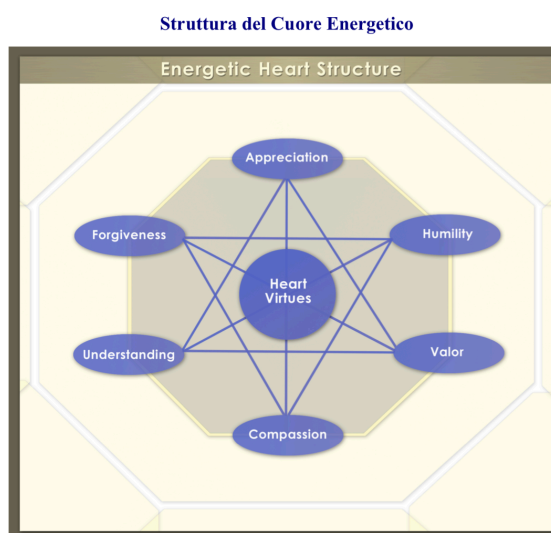 Struttura del Cuore Energetico
Energetic Heart Structure
Appreciation
Forgiveness
Humility
Heart
Virtues
Understanding
Valor
Compassion